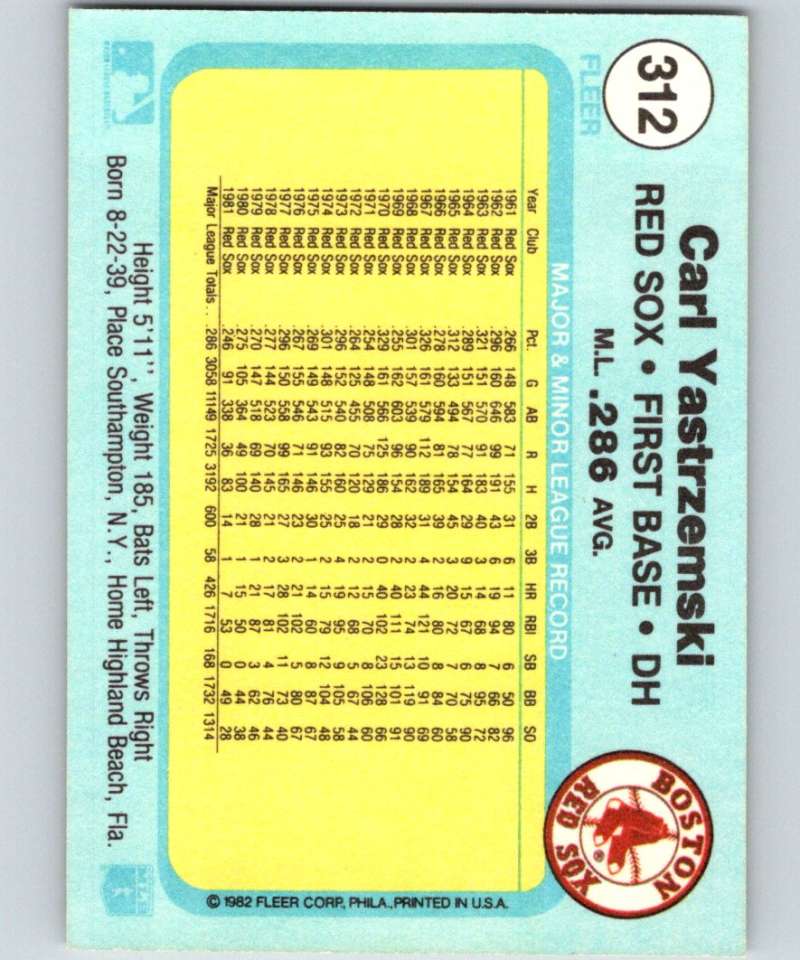 312
FLEER
Carl Yastrzemski
RED SOX • FIRST BASE • DH
M.L. .286 AVG.
BOSTON RED SOX
MAJOR & MINOR LEAGUE RECORD
Year Club Pct. G AB R H 2B 3B HR RBI SB BB SO
1961 Red Sox .266 148 583 71 155 31 6 11 80 6 50 96
1962 Red Sox .296 160 646 99 191 43 6 19 94 7 66 82
1963 Red Sox .321 151 570 91 183 40 3 14 68 8 95 72
1964 Red Sox .289 151 567 77 164 29 9 15 67 6 75 90
1965 Red Sox .312 133 494 78 154 45 3 20 72 7 70 58
1966 Red Sox .278 160 594 81 165 39 2 16 80 8 84 60
1967 Red Sox .326 161 579 112 189 31 4 44 121 10 91 69
1968 Red Sox .301 157 539 90 162 32 2 23 74 13 119 90
1969 Red Sox .255 162 603 96 154 28 2 40 111 15 101 91
1970 Red Sox .329 161 566 125 186 29 0 40 102 23 128 66
1971 Red Sox .254 148 508 75 129 21 2 15 70 8 106 60
1972 Red Sox .264 125 455 70 120 18 2 12 68 5 67 44
1973 Red Sox .296 152 540 82 160 25 4 19 95 9 105 58
1974 Red Sox .301 148 515 93 155 25 2 15 79 12 104 48
1975 Red Sox .269 149 543 91 146 30 1 14 60 8 87 67
1976 Red Sox .267 155 546 71 146 23 2 21 102 5 80 67
1977 Red Sox .296 150 558 99 165 27 3 28 102 11 73 40
1978 Red Sox .277 144 523 70 145 21 2 17 81 4 76 44
1979 Red Sox .270 147 518 69 140 28 1 21 87 3 62 46
1980 Red Sox .275 105 364 49 100 21 1 15 50 0 44 38
1981 Red Sox .246 91 338 36 83 14 1 7 53 0 49 28
Major League Totals . . .286 3058 11149 1725 3192 600 58 426 1716 168 1732 1314
Height 5'11'', Weight 185, Bats Left, Throws Right
Born 8-22-39, Place Southampton, N.Y., Home Highland Beach, Fla.
© 1982 FLEER CORP., PHILA., PRINTED IN U.S.A.